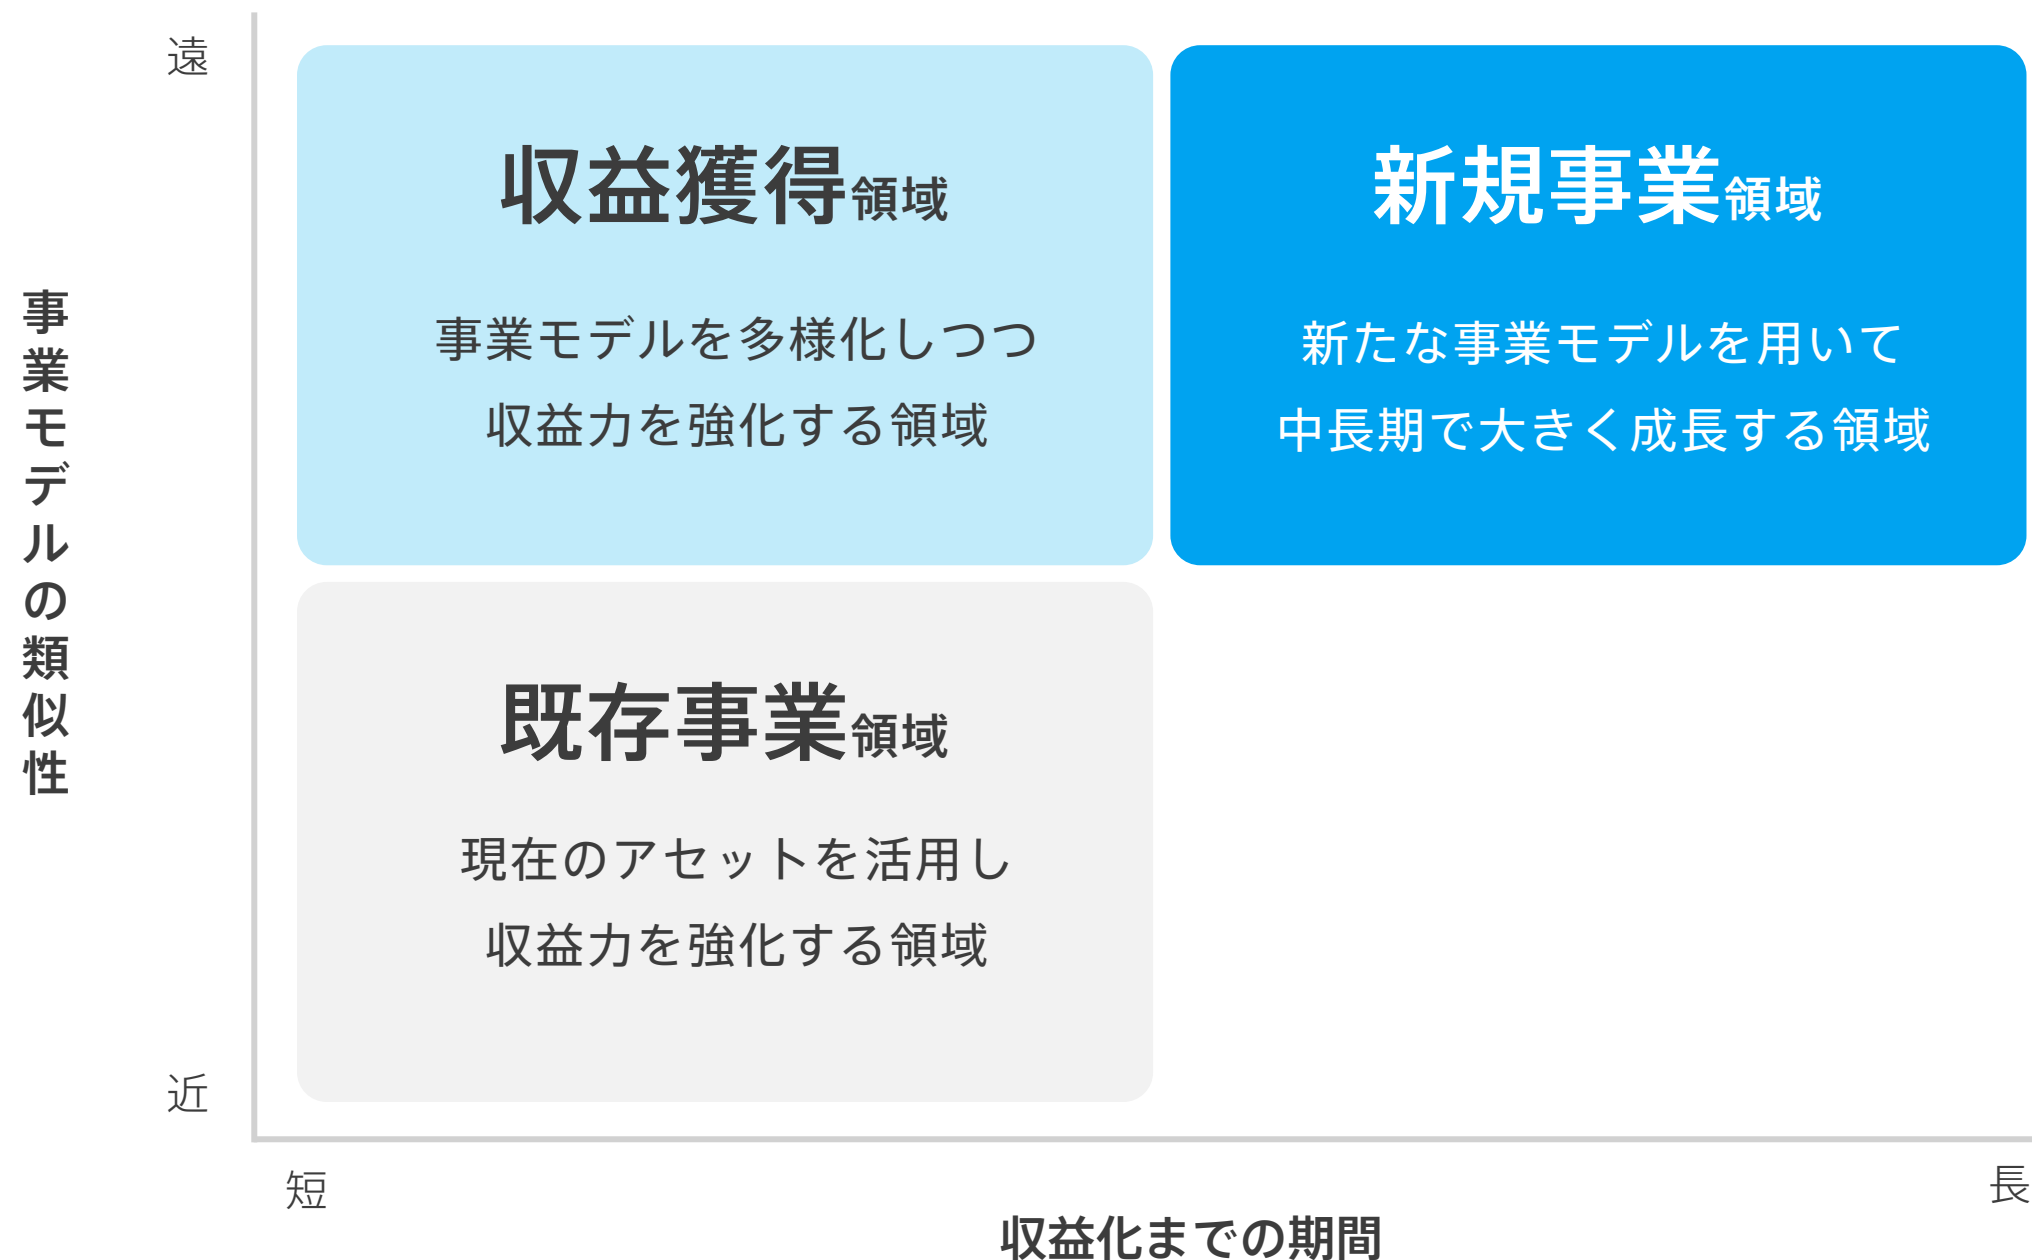 遠
収益獲得領域
事業モデルを多様化しつつ
収益力を強化する領域
新規事業領域
新たな事業モデルを用いて
中長期で大きく成長する領域
事業モデルの類似性
既存事業領域
現在のアセットを活用し
収益力を強化する領域
近
短
長
収益化までの期間